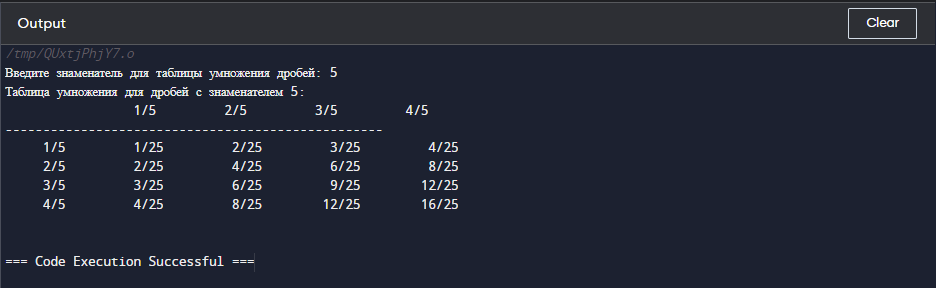 Output
Clear
/tmp/QUxtjPhjY7.o
Введите знаменатель для таблицы умножения дробей: 5
Таблица умножения для дробей с знаменателем 5:
1/5 2/5 3/5 4/5
--------------------------------------------------
1/5 1/25 2/25 3/25 4/25
2/5 2/25 4/25 6/25 8/25
3/5 3/25 6/25 9/25 12/25
4/5 4/25 8/25 12/25 16/25
=== Code Execution Successful ===